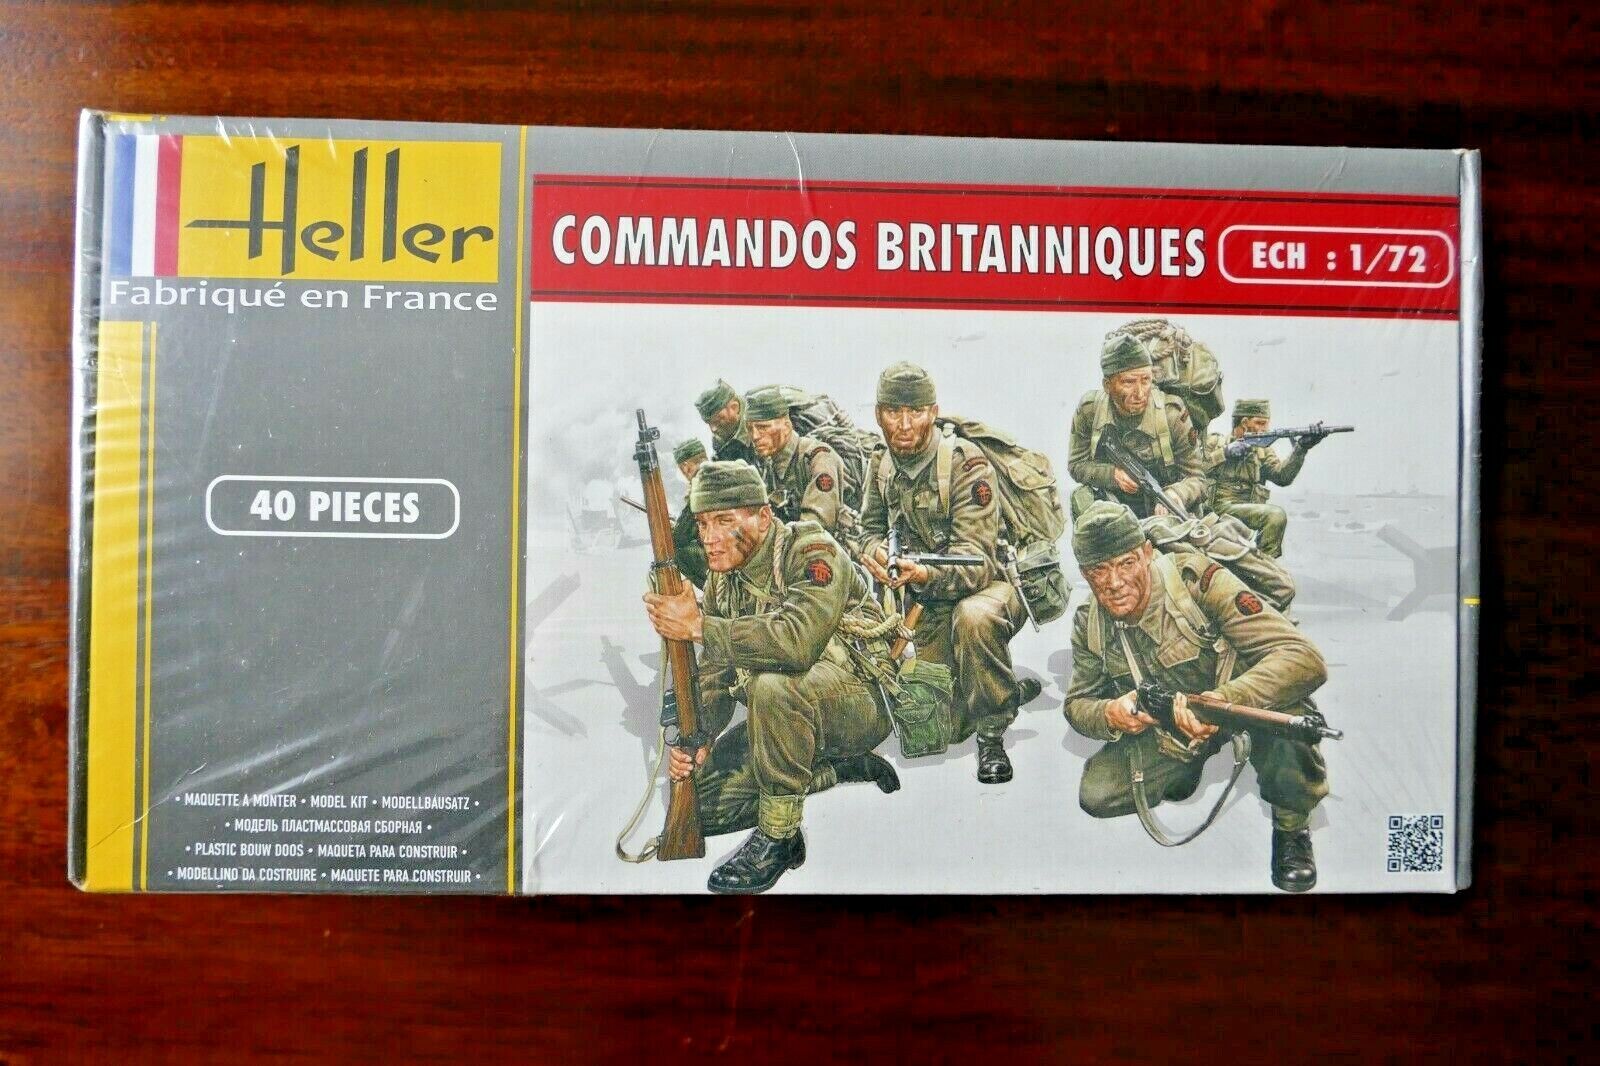 Heller
Fabriqué en France
COMMANDOS BRITANNIQUES
ECH : 1/72
40 PIECES
• MAQUETTE A MONTER • MODEL KIT • MODELLBAUSATZ •
• МОДЕЛЬ ПЛАСТМАССОВАЯ СБОРНАЯ •
• PLASTIC BOUW DOOS • MAQUETA PARA CONSTRUIR •
• MODELLINO DA COSTRUIRE • MAQUETE PARA CONSTRUIR •